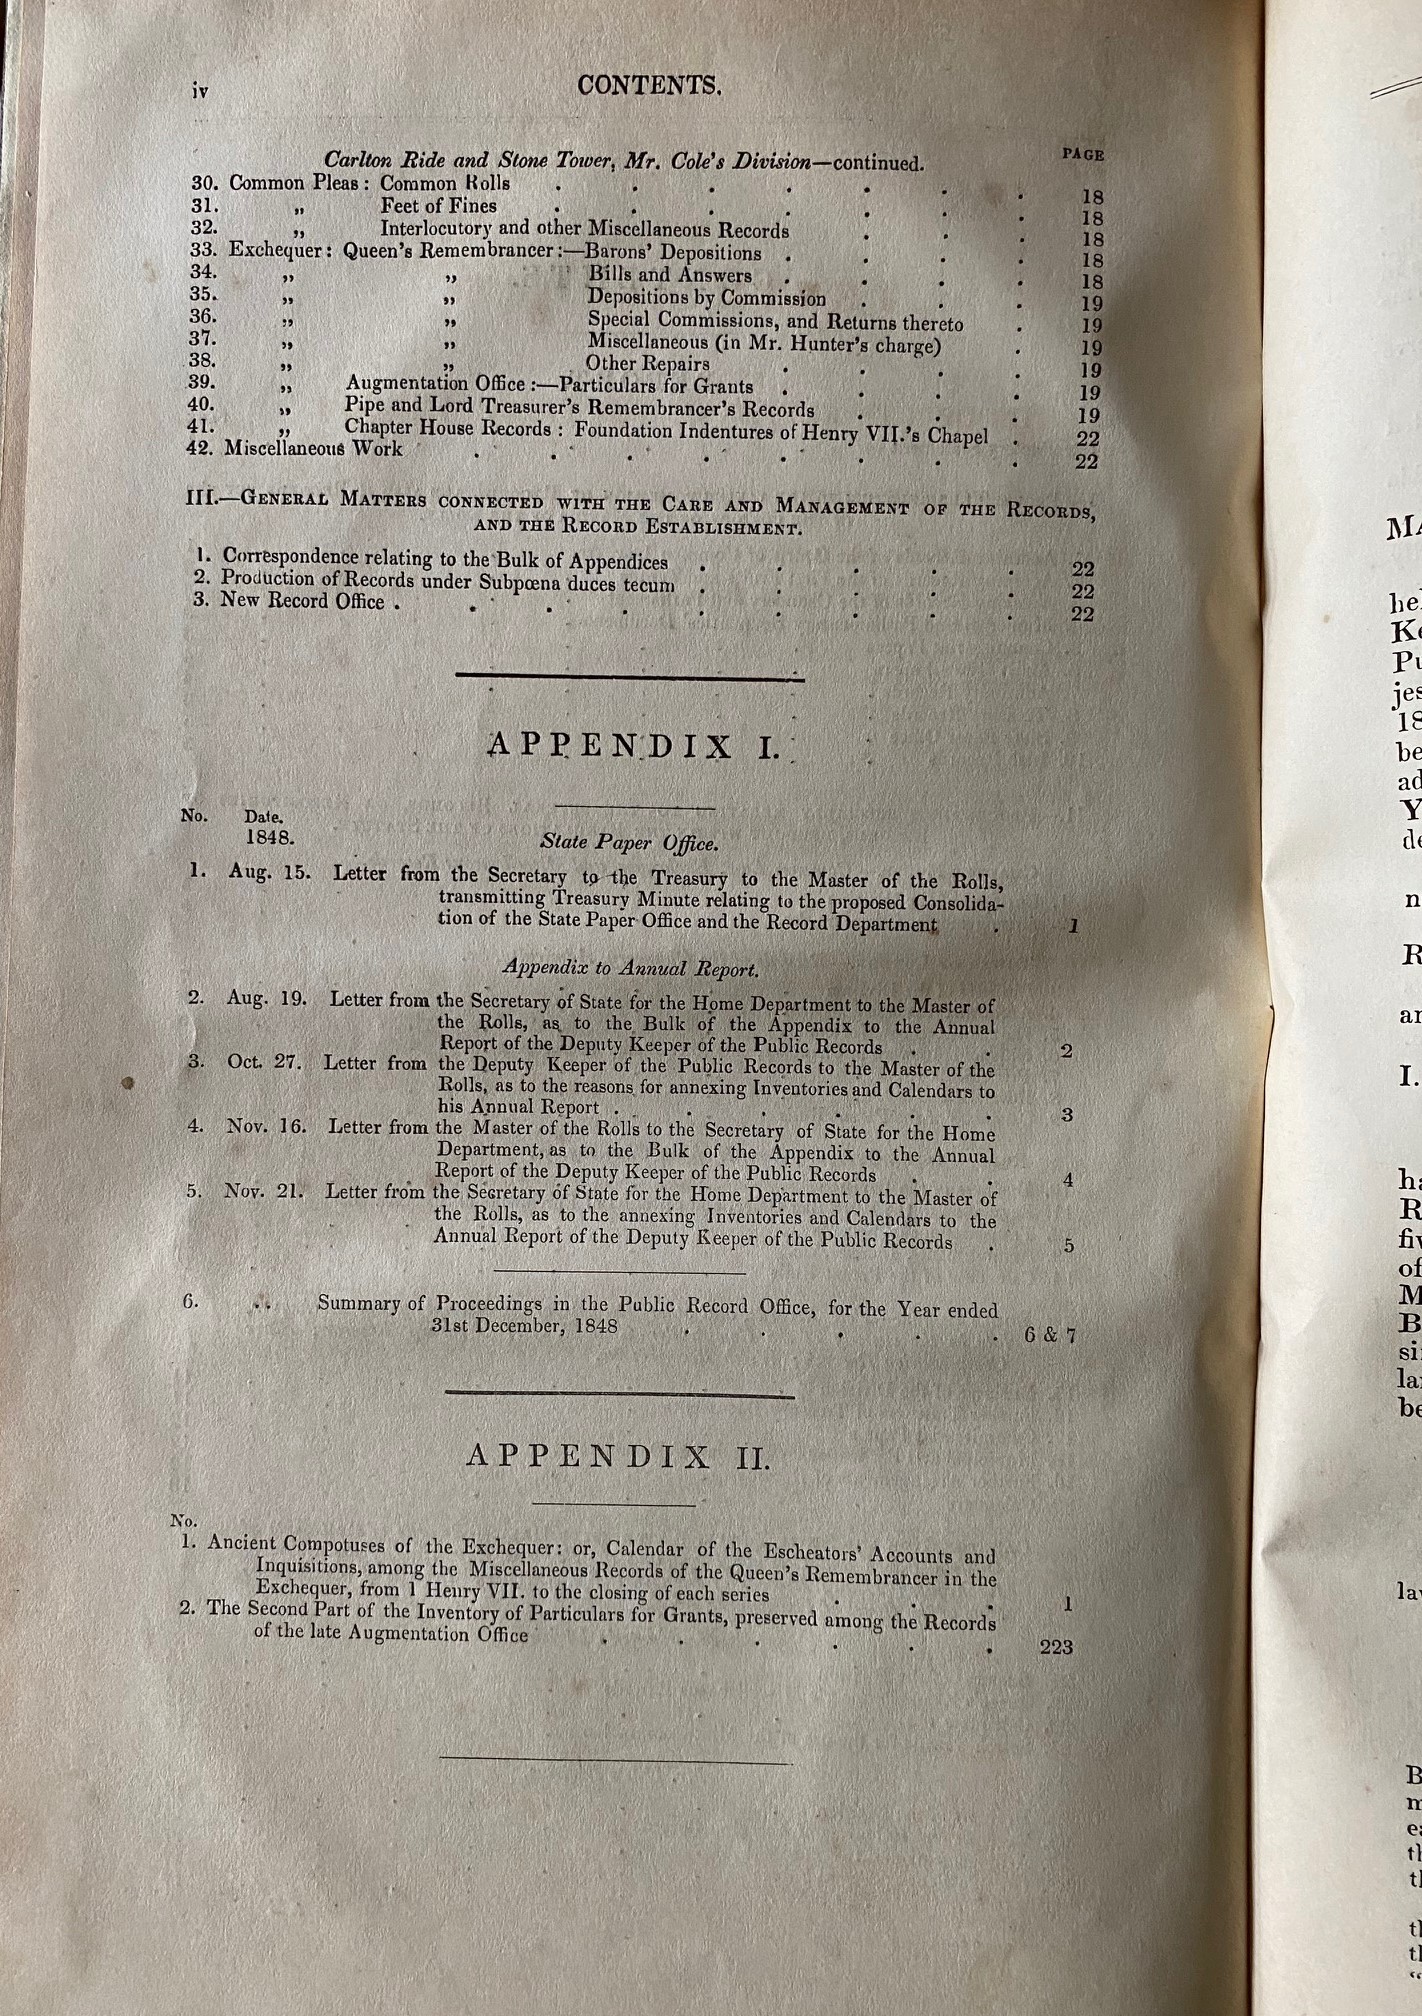 iv
CONTENTS.
PAGE
Carlton Ride and Stone Tower, Mr. Cole's Division—continued.
30. Common Pleas: Common Rolls . . . . . . . 18
31. „ Feet of Fines . . . . . . . 18
32. „ Interlocutory and other Miscellaneous Records . . . 18
33. Exchequer: Queen's Remembrancer:—Barons' Depositions . . . . 18
34. „ „ Bills and Answers . . . . 18
35. „ „ Depositions by Commission . . . 19
36. „ „ Special Commissions, and Returns thereto . 19
37. „ „ Miscellaneous (in Mr. Hunter's charge) . 19
38. „ „ Other Repairs . . . . 19
39. „ Augmentation Office:—Particulars for Grants . . . . 19
40. „ Pipe and Lord Treasurer's Remembrancer's Records . . . 19
41. „ Chapter House Records: Foundation Indentures of Henry VII.'s Chapel . 22
42. Miscellaneous Work . . . . . . . . 22
III.—GENERAL MATTERS CONNECTED WITH THE CARE AND MANAGEMENT OF THE RECORDS,
AND THE RECORD ESTABLISHMENT.
1. Correspondence relating to the Bulk of Appendices . . . . . 22
2. Production of Records under Subpœna duces tecum . . . . . 22
3. New Record Office . . . . . . . . . 22
APPENDIX I.
No. Date.
1848.
State Paper Office.
1. Aug. 15. Letter from the Secretary to the Treasury to the Master of the Rolls,
transmitting Treasury Minute relating to the proposed Consolida-
tion of the State Paper Office and the Record Department . 1
Appendix to Annual Report.
2. Aug. 19. Letter from the Secretary of State for the Home Department to the Master of
the Rolls, as to the Bulk of the Appendix to the Annual
Report of the Deputy Keeper of the Public Records . . 2
3. Oct. 27. Letter from the Deputy Keeper of the Public Records to the Master of the
Rolls, as to the reasons for annexing Inventories and Calendars to
his Annual Report . . . . . . 3
4. Nov. 16. Letter from the Master of the Rolls to the Secretary of State for the Home
Department, as to the Bulk of the Appendix to the Annual
Report of the Deputy Keeper of the Public Records . . 4
5. Nov. 21. Letter from the Secretary of State for the Home Department to the Master of
the Rolls, as to the annexing Inventories and Calendars to the
Annual Report of the Deputy Keeper of the Public Records . 5
6. .. Summary of Proceedings in the Public Record Office, for the Year ended
31st December, 1848 . . . . . 6 & 7
APPENDIX II.
No.
1. Ancient Compotuses of the Exchequer: or, Calendar of the Escheators' Accounts and
Inquisitions, among the Miscellaneous Records of the Queen's Remembrancer in the
Exchequer, from 1 Henry VII. to the closing of each series . . . 1
2. The Second Part of the Inventory of Particulars for Grants, preserved among the Records
of the late Augmentation Office . . . . . . 223